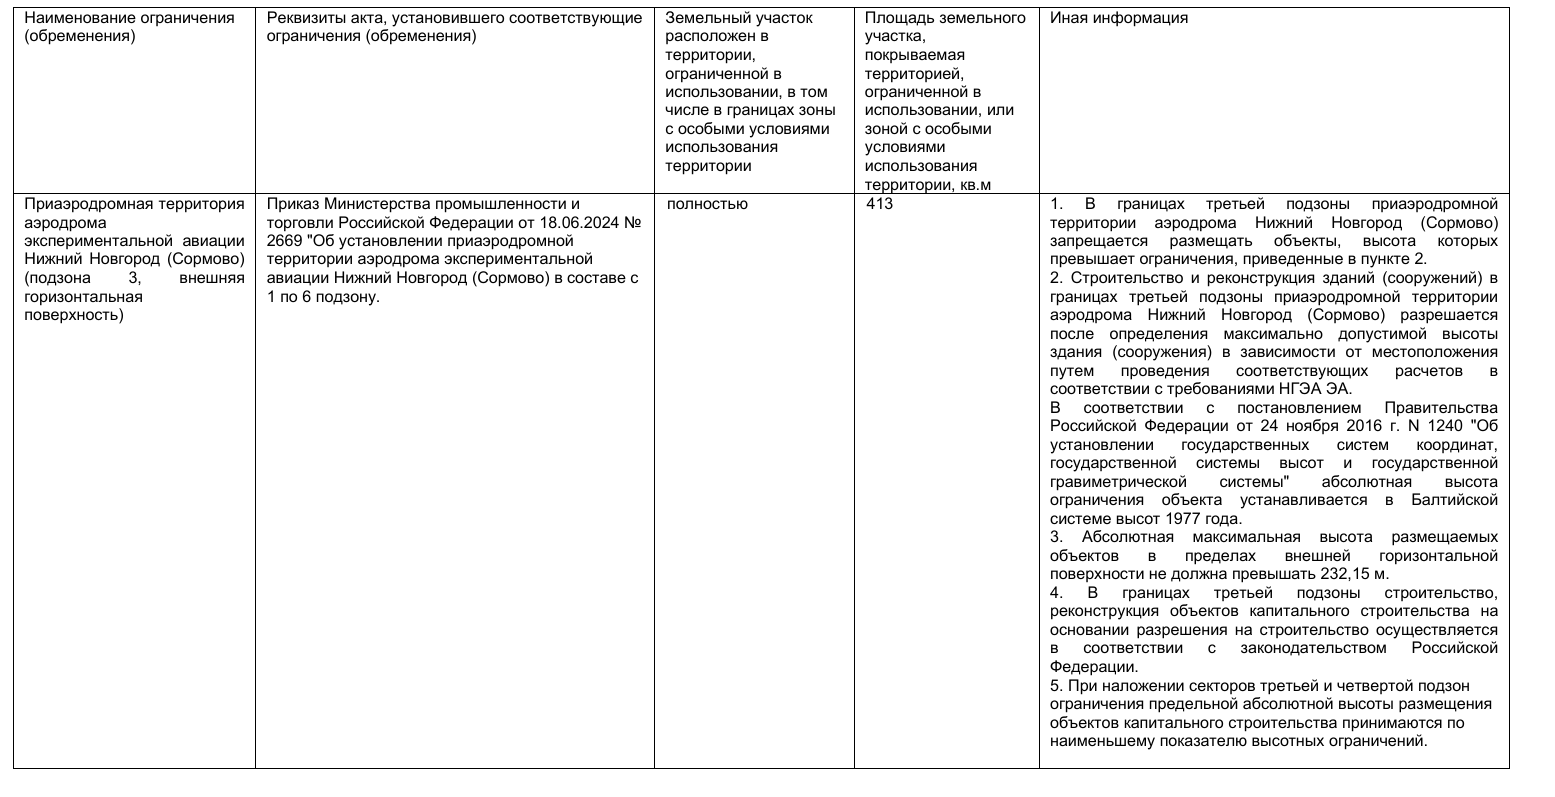 Наименование ограничения
(обременения)
Реквизиты акта, установившего соответствующие
ограничения (обременения)
Земельный участок
расположен в
территории,
ограниченной в
использовании, в том
числе в границах зоны
с особыми условиями
использования
территории
Площадь земельного
участка,
покрываемая
территорией,
ограниченной в
использовании, или
зоной с особыми
условиями
использования
территории, кв.м
Иная информация
Приаэродромная территория
аэродрома
экспериментальной авиации
Нижний Новгород (Сормово)
(подзона 3, внешняя
горизонтальная
поверхность)
Приказ Министерства промышленности и
торговли Российской Федерации от 18.06.2024 №
2669 "Об установлении приаэродромной
территории аэродрома экспериментальной
авиации Нижний Новгород (Сормово) в составе с
1 по 6 подзону.
полностью
413
1. В границах третьей подзоны приаэродромной
территории аэродрома Нижний Новгород (Сормово)
запрещается размещать объекты, высота которых
превышает ограничения, приведенные в пункте 2.
2. Строительство и реконструкция зданий (сооружений) в
границах третьей подзоны приаэродромной территории
аэродрома Нижний Новгород (Сормово) разрешается
после определения максимально допустимой высоты
здания (сооружения) в зависимости от местоположения
путем проведения соответствующих расчетов в
соответствии с требованиями НГЭА ЭА.
В соответствии с постановлением Правительства
Российской Федерации от 24 ноября 2016 г. N 1240 "Об
установлении государственных систем координат,
государственной системы высот и государственной
гравиметрической системы" абсолютная высота
ограничения объекта устанавливается в Балтийской
системе высот 1977 года.
3. Абсолютная максимальная высота размещаемых
объектов в пределах внешней горизонтальной
поверхности не должна превышать 232,15 м.
4. В границах третьей подзоны строительство,
реконструкция объектов капитального строительства на
основании разрешения на строительство осуществляется
в соответствии с законодательством Российской
Федерации.
5. При наложении секторов третьей и четвертой подзон
ограничения предельной абсолютной высоты размещения
объектов капитального строительства принимаются по
наименьшему показателю высотных ограничений.